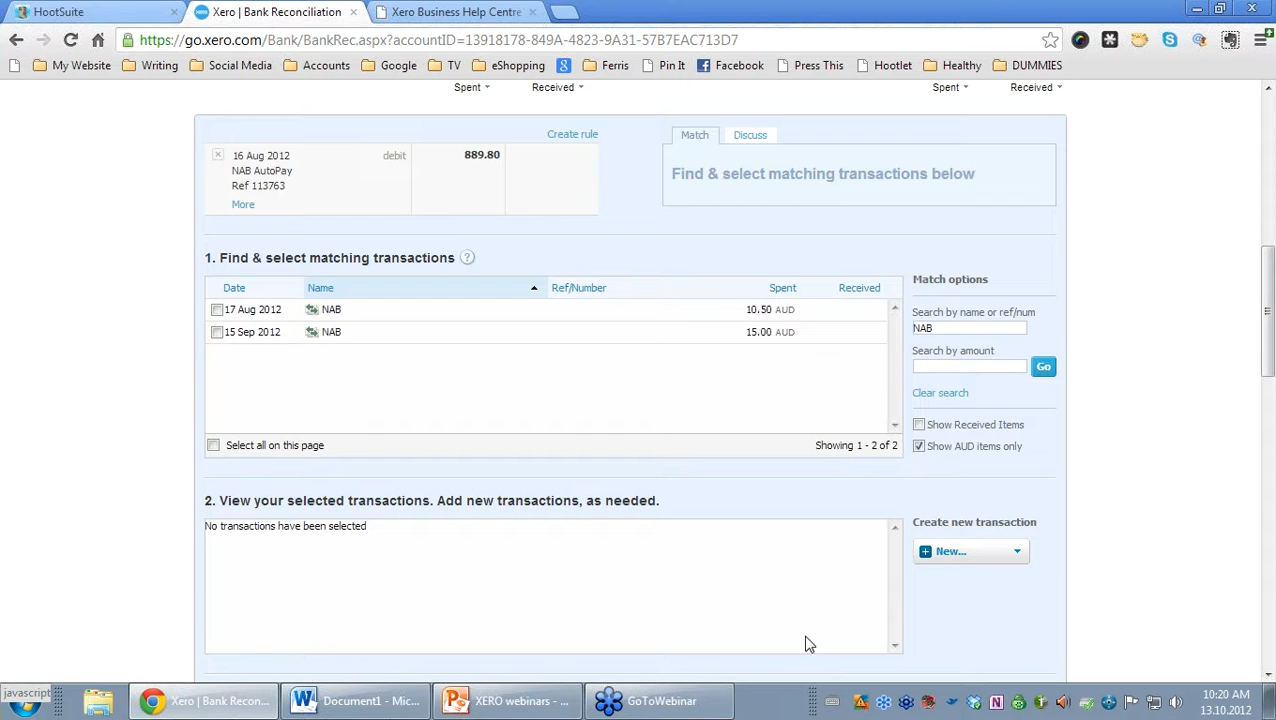 HootSuite
Xero | Bank Reconciliation
Xero Business Help Centre
https://go.xero.com/Bank/BankRec.aspx?accountID=13918178-849A-4823-9A31-57B7EAC713D7
My Website
Writing
Social Media
Accounts
Google
TV
eShopping
Ferris
Pin It
Facebook
Press This
Hootlet
Healthy
DUMMIES
Spent
Received
Spent
Received
Create rule
16 Aug 2012
debit
889.80
NAB AutoPay
Ref 113763
More
Match
Discuss
Find & select matching transactions below
1. Find & select matching transactions ?
Date
Name
Ref/Number
Spent
Received
17 Aug 2012
NAB
10.50 AUD
15 Sep 2012
NAB
15.00 AUD
Select all on this page
Showing 1 - 2 of 2
Match options
Search by name or ref/num
NAB
Search by amount
Go
Clear search
Show Received Items
Show AUD items only
2. View your selected transactions. Add new transactions, as needed.
No transactions have been selected
Create new transaction
New...
javascript
Xero | Bank Recon...
Document1 - Micr...
XERO webinars - ...
GoToWebinar
10:20 AM
13.10.2012